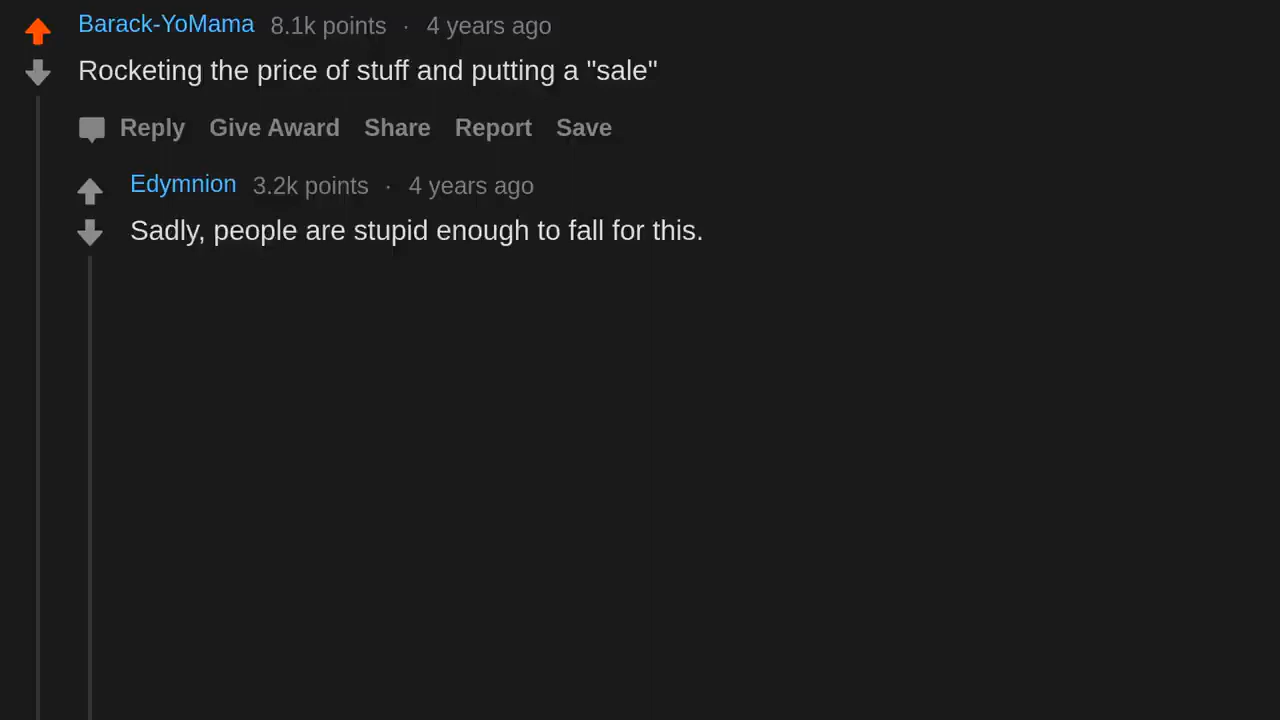 Barack-YoMama 8.1k points · 4 years ago
Rocketing the price of stuff and putting a "sale"
Reply Give Award Share Report Save
Edymnion 3.2k points · 4 years ago
Sadly, people are stupid enough to fall for this.